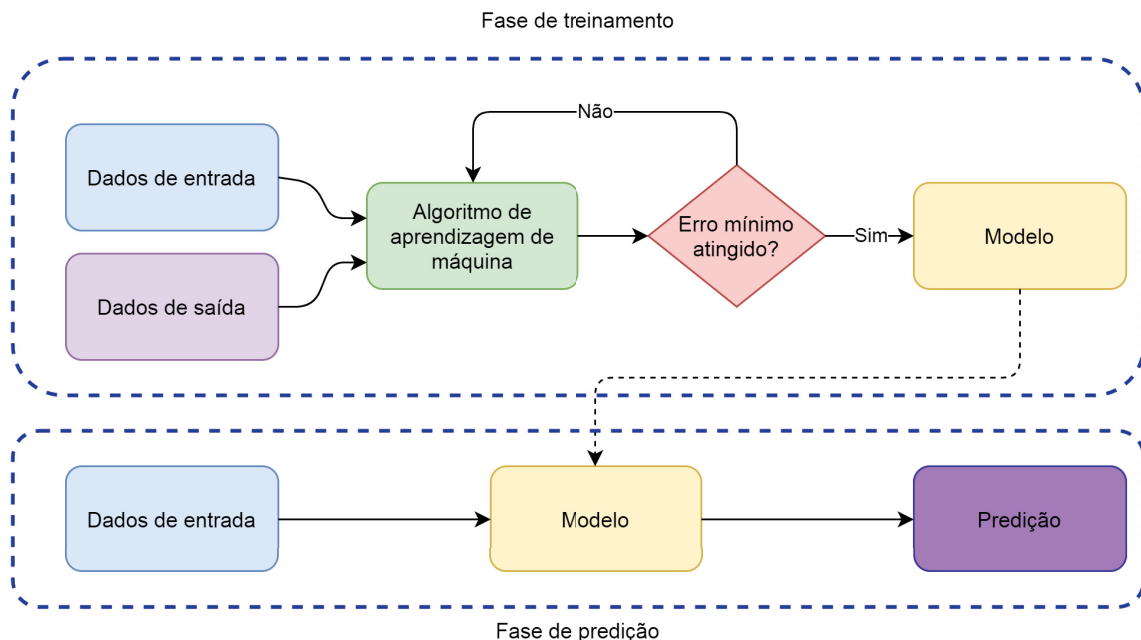 Fase de treinamento
Não
Dados de entrada
Algoritmo de
aprendizagem de
máquina
Erro mínimo
atingido?
Sim
Modelo
Dados de saída
Dados de entrada
Modelo
Predição
Fase de predição